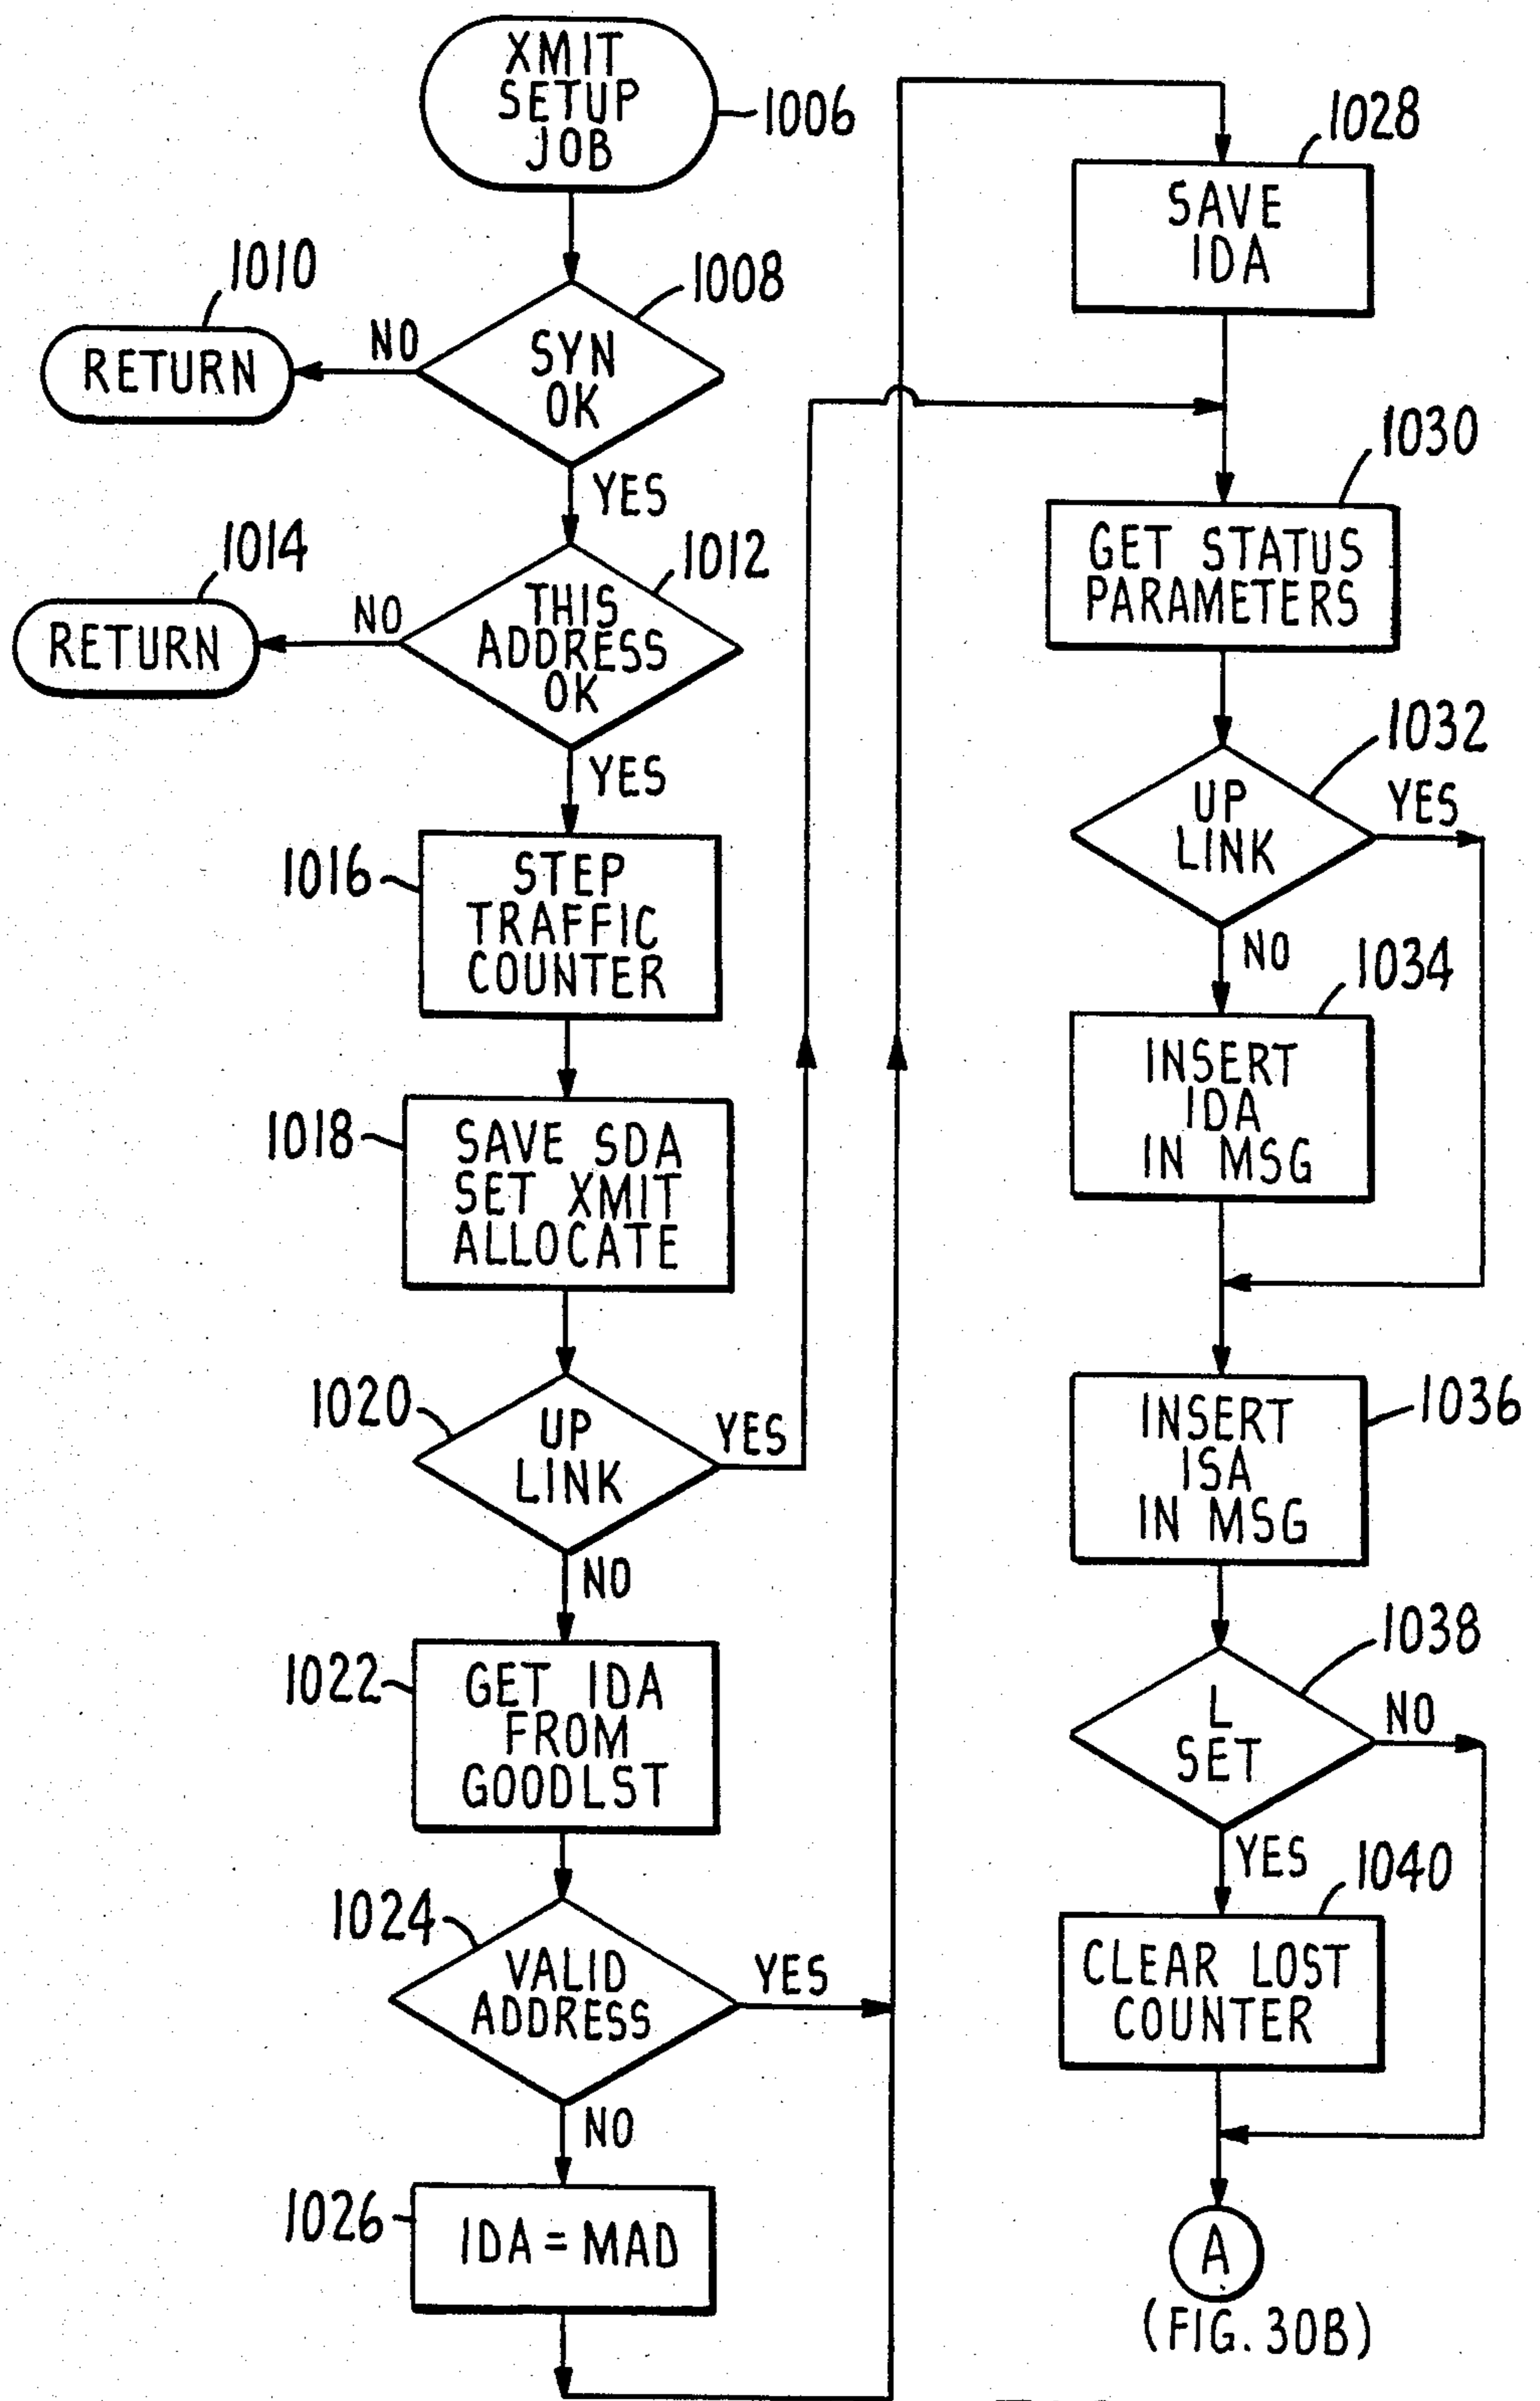 XMIT
SETUP
JOB
1006
1010
RETURN
NO
1008
SYN
OK
YES
1014
RETURN
NO
1012
THIS
ADDRESS
OK
YES
1016
STEP
TRAFFIC
COUNTER
1018
SAVE SDA
SET XMIT
ALLOCATE
1020
UP
LINK
YES
NO
1022
GET IDA
FROM
GOODLST
1024
VALID
ADDRESS
YES
NO
1026
IDA = MAD
1028
SAVE
IDA
1030
GET STATUS
PARAMETERS
1032
UP
LINK
YES
NO
1034
INSERT
IDA
IN MSG
1036
INSERT
ISA
IN MSG
1038
L
SET
NO
YES
1040
CLEAR LOST
COUNTER
A
(FIG. 30B)